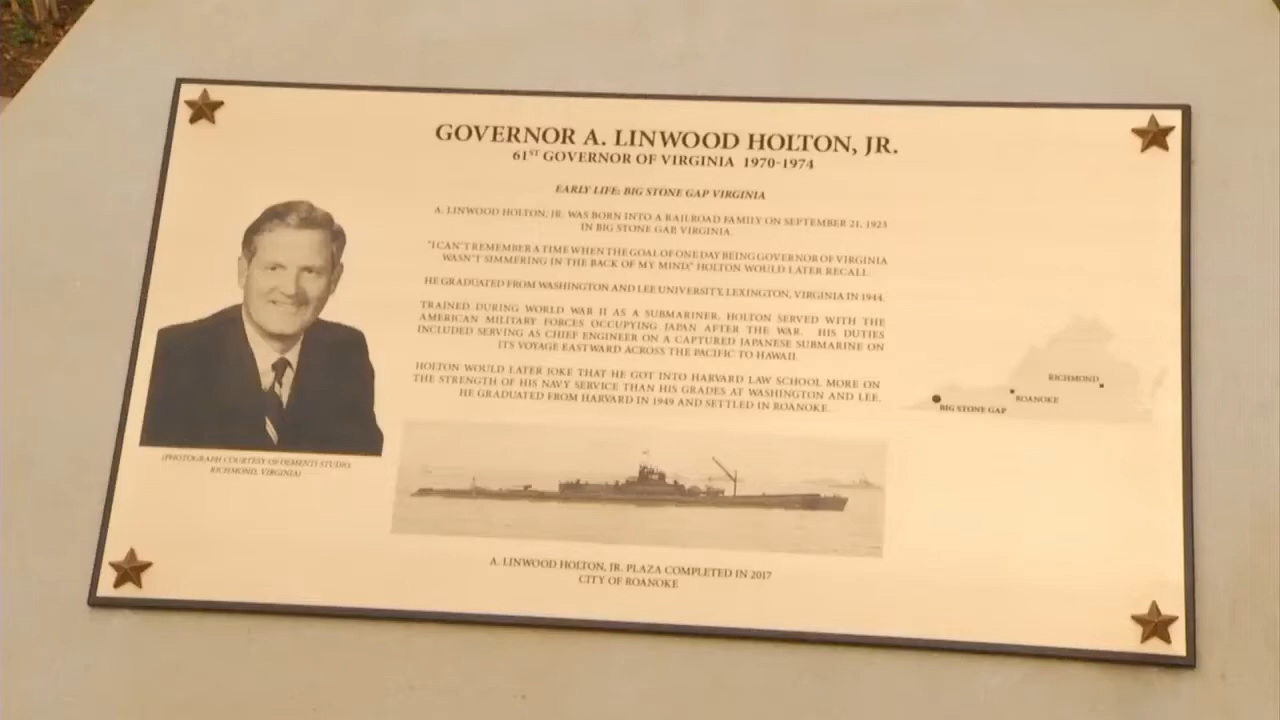 GOVERNOR A. LINWOOD HOLTON, JR.
61ST GOVERNOR OF VIRGINIA 1970-1974
EARLY LIFE: BIG STONE GAP VIRGINIA
A. LINWOOD HOLTON, JR. WAS BORN INTO A RAILROAD FAMILY ON SEPTEMBER 21, 1923
IN BIG STONE GAP, VIRGINIA.
"I CAN'T REMEMBER A TIME WHEN THE GOAL OF ONE DAY BEING GOVERNOR OF VIRGINIA
WASN'T SIMMERING IN THE BACK OF MY MIND," HOLTON WOULD LATER RECALL.
HE GRADUATED FROM WASHINGTON AND LEE UNIVERSITY, LEXINGTON, VIRGINIA IN 1944.
TRAINED DURING WORLD WAR II AS A SUBMARINER, HOLTON SERVED WITH THE
AMERICAN MILITARY FORCES OCCUPYING JAPAN AFTER THE WAR. HIS DUTIES
INCLUDED SERVING AS CHIEF ENGINEER ON A CAPTURED JAPANESE SUBMARINE ON
ITS VOYAGE EASTWARD ACROSS THE PACIFIC TO HAWAII.
HOLTON WOULD LATER JOKE THAT HE GOT INTO HARVARD LAW SCHOOL MORE ON
THE STRENGTH OF HIS NAVY SERVICE THAN HIS GRADES AT WASHINGTON AND LEE.
HE GRADUATED FROM HARVARD IN 1949 AND SETTLED IN ROANOKE.
RICHMOND
ROANOKE
BIG STONE GAP
(PHOTOGRAPH COURTESY OF DEMENTI STUDIO,
RICHMOND, VIRGINIA)
A. LINWOOD HOLTON, JR. PLAZA COMPLETED IN 2017
CITY OF ROANOKE